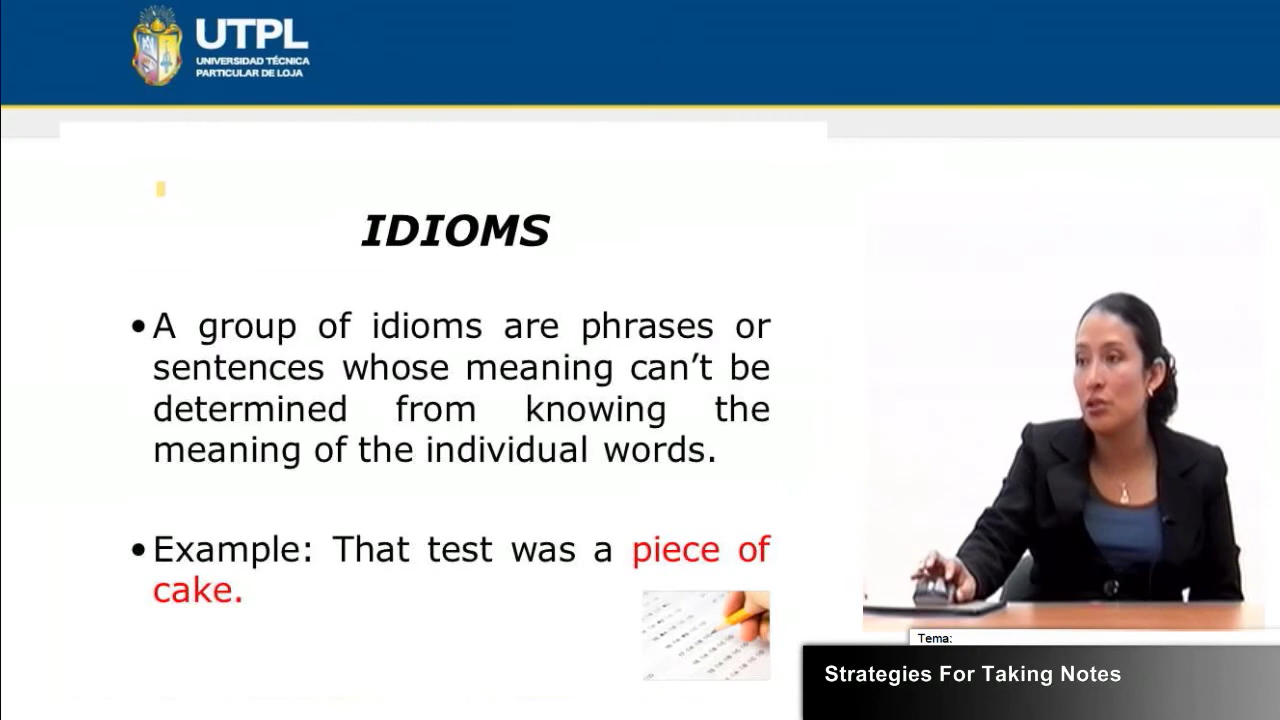 UTPL
UNIVERSIDAD TÉCNICA
PARTICULAR DE LOJA
IDIOMS
• A group of idioms are phrases or
sentences whose meaning can’t be
determined from knowing the
meaning of the individual words.
• Example: That test was a piece of
cake.
Tema:
Strategies For Taking Notes